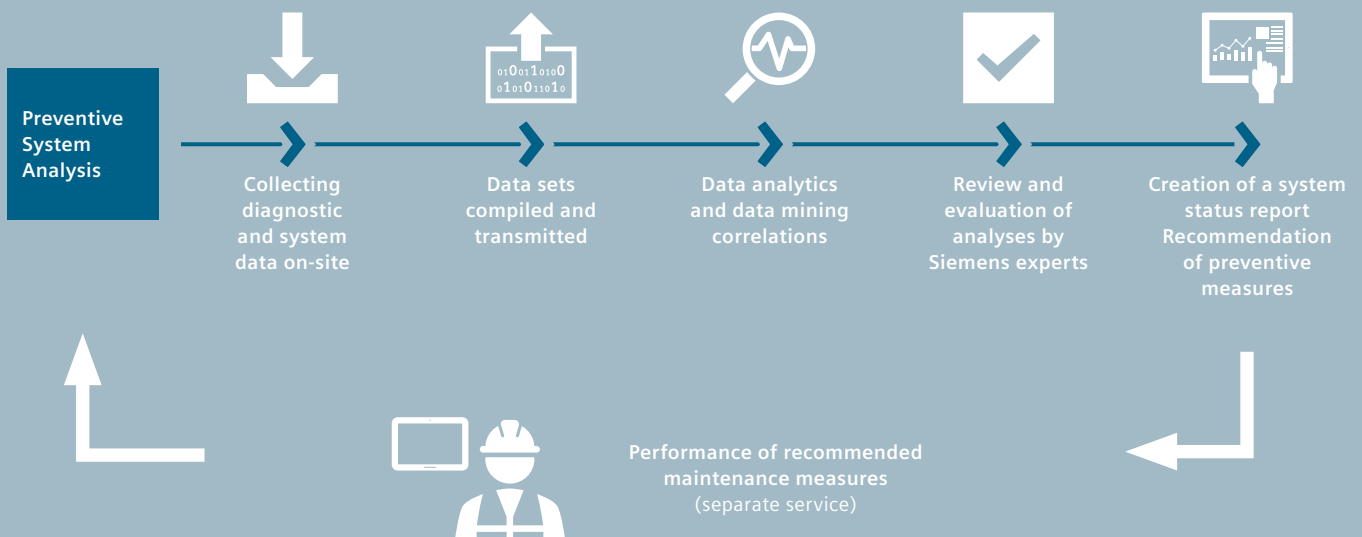 Preventive
System
Analysis
010011010100
010101011010
Collecting
diagnostic
and system
data on-site
Data sets
compiled and
transmitted
Data analytics
and data mining
correlations
Review and
evaluation of
analyses by
Siemens experts
Creation of a system
status report
Recommendation
of preventive
measures
Performance of recommended
maintenance measures
(separate service)